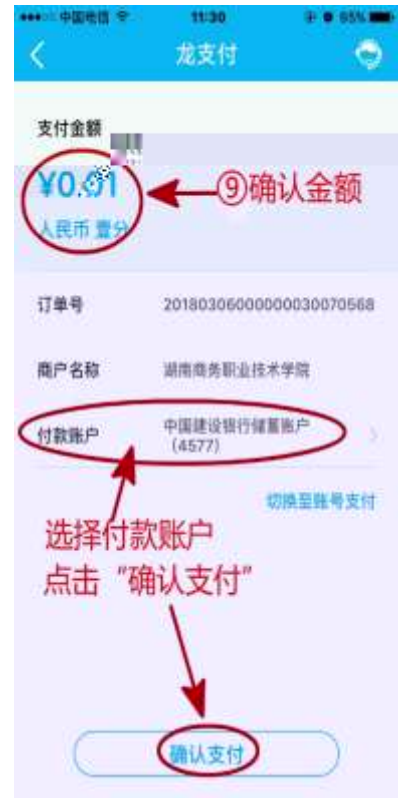 中国电信 11:30 95%
龙支付
支付金额
¥0.01
⑨确认金额
人民币 壹分
订单号 20180306000000030070568
商户名称 湖南商务职业技术学院
付款账户 中国建设银行储蓄账户
(4577)
切换至账号支付
选择付款账户
点击“确认支付”
确认支付